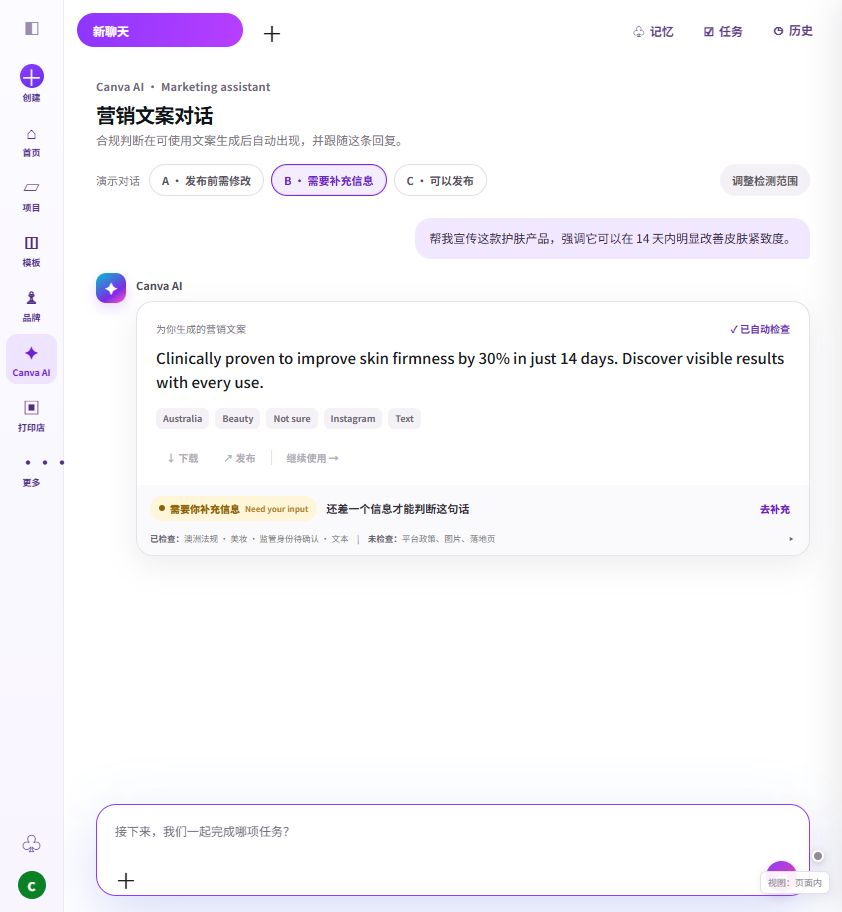 新聊天
记忆
任务
历史
创建
首页
项目
模板
品牌
Canva AI
打印店
更多
C
Canva AI · Marketing assistant
营销文案对话
合规判断在可使用文案生成后自动出现，并跟随这条回复。
演示对话
A · 发布前需修改
B · 需要补充信息
C · 可以发布
调整检测范围
帮我宣传这款护肤产品，强调它可以在 14 天内明显改善皮肤紧致度。
Canva AI
为你生成的营销文案
✓ 已自动检查
Clinically proven to improve skin firmness by 30% in just 14 days. Discover visible results
with every use.
Australia Beauty Not sure Instagram Text
↓ 下载 ↗ 发布 继续使用 →
需要你补充信息 Need your input 还差一个信息才能判断这句话 去补充
已检查：澳洲法规 · 美妆 · 监管身份待确认 · 文本 | 未检查：平台政策、图片、落地页
接下来，我们一起完成哪项任务？
视图：页面内